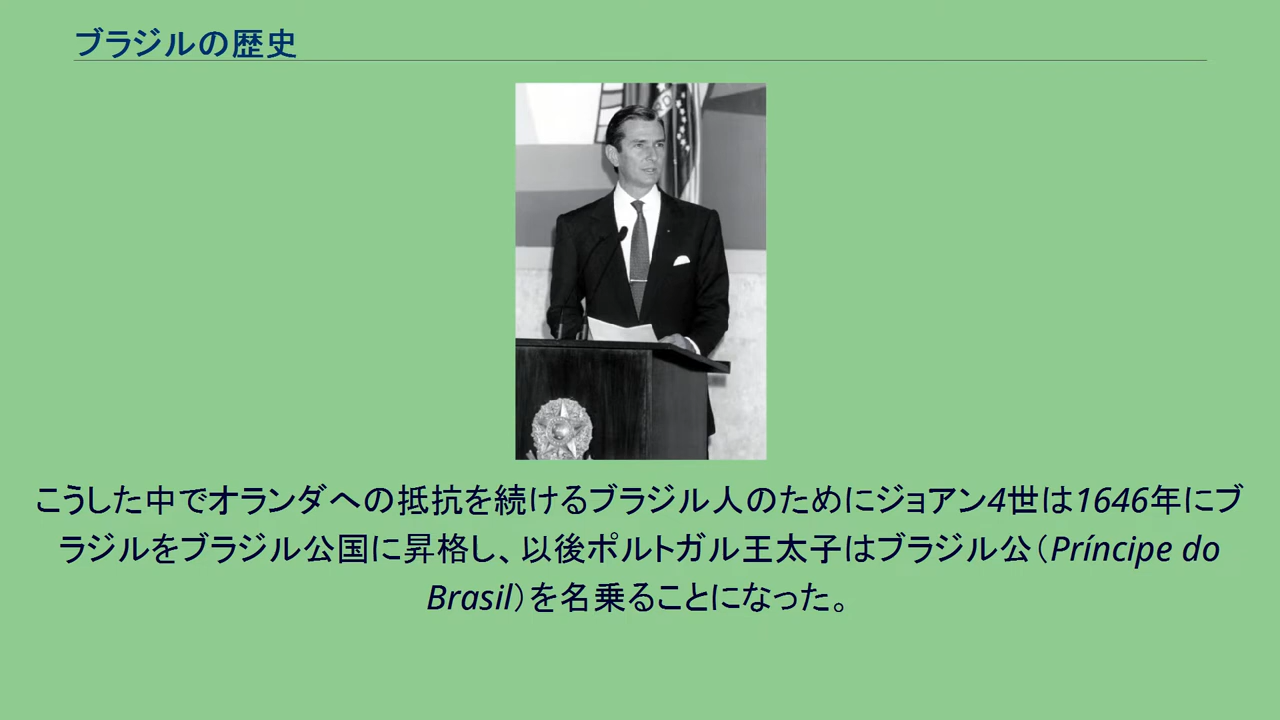 ブラジルの歴史
こうした中でオランダへの抵抗を続けるブラジル人のためにジョアン4世は1646年にブ
ラジルをブラジル公国に昇格し、以後ポルトガル王太子はブラジル公（Príncipe do
Brasil）を名乗ることになった。